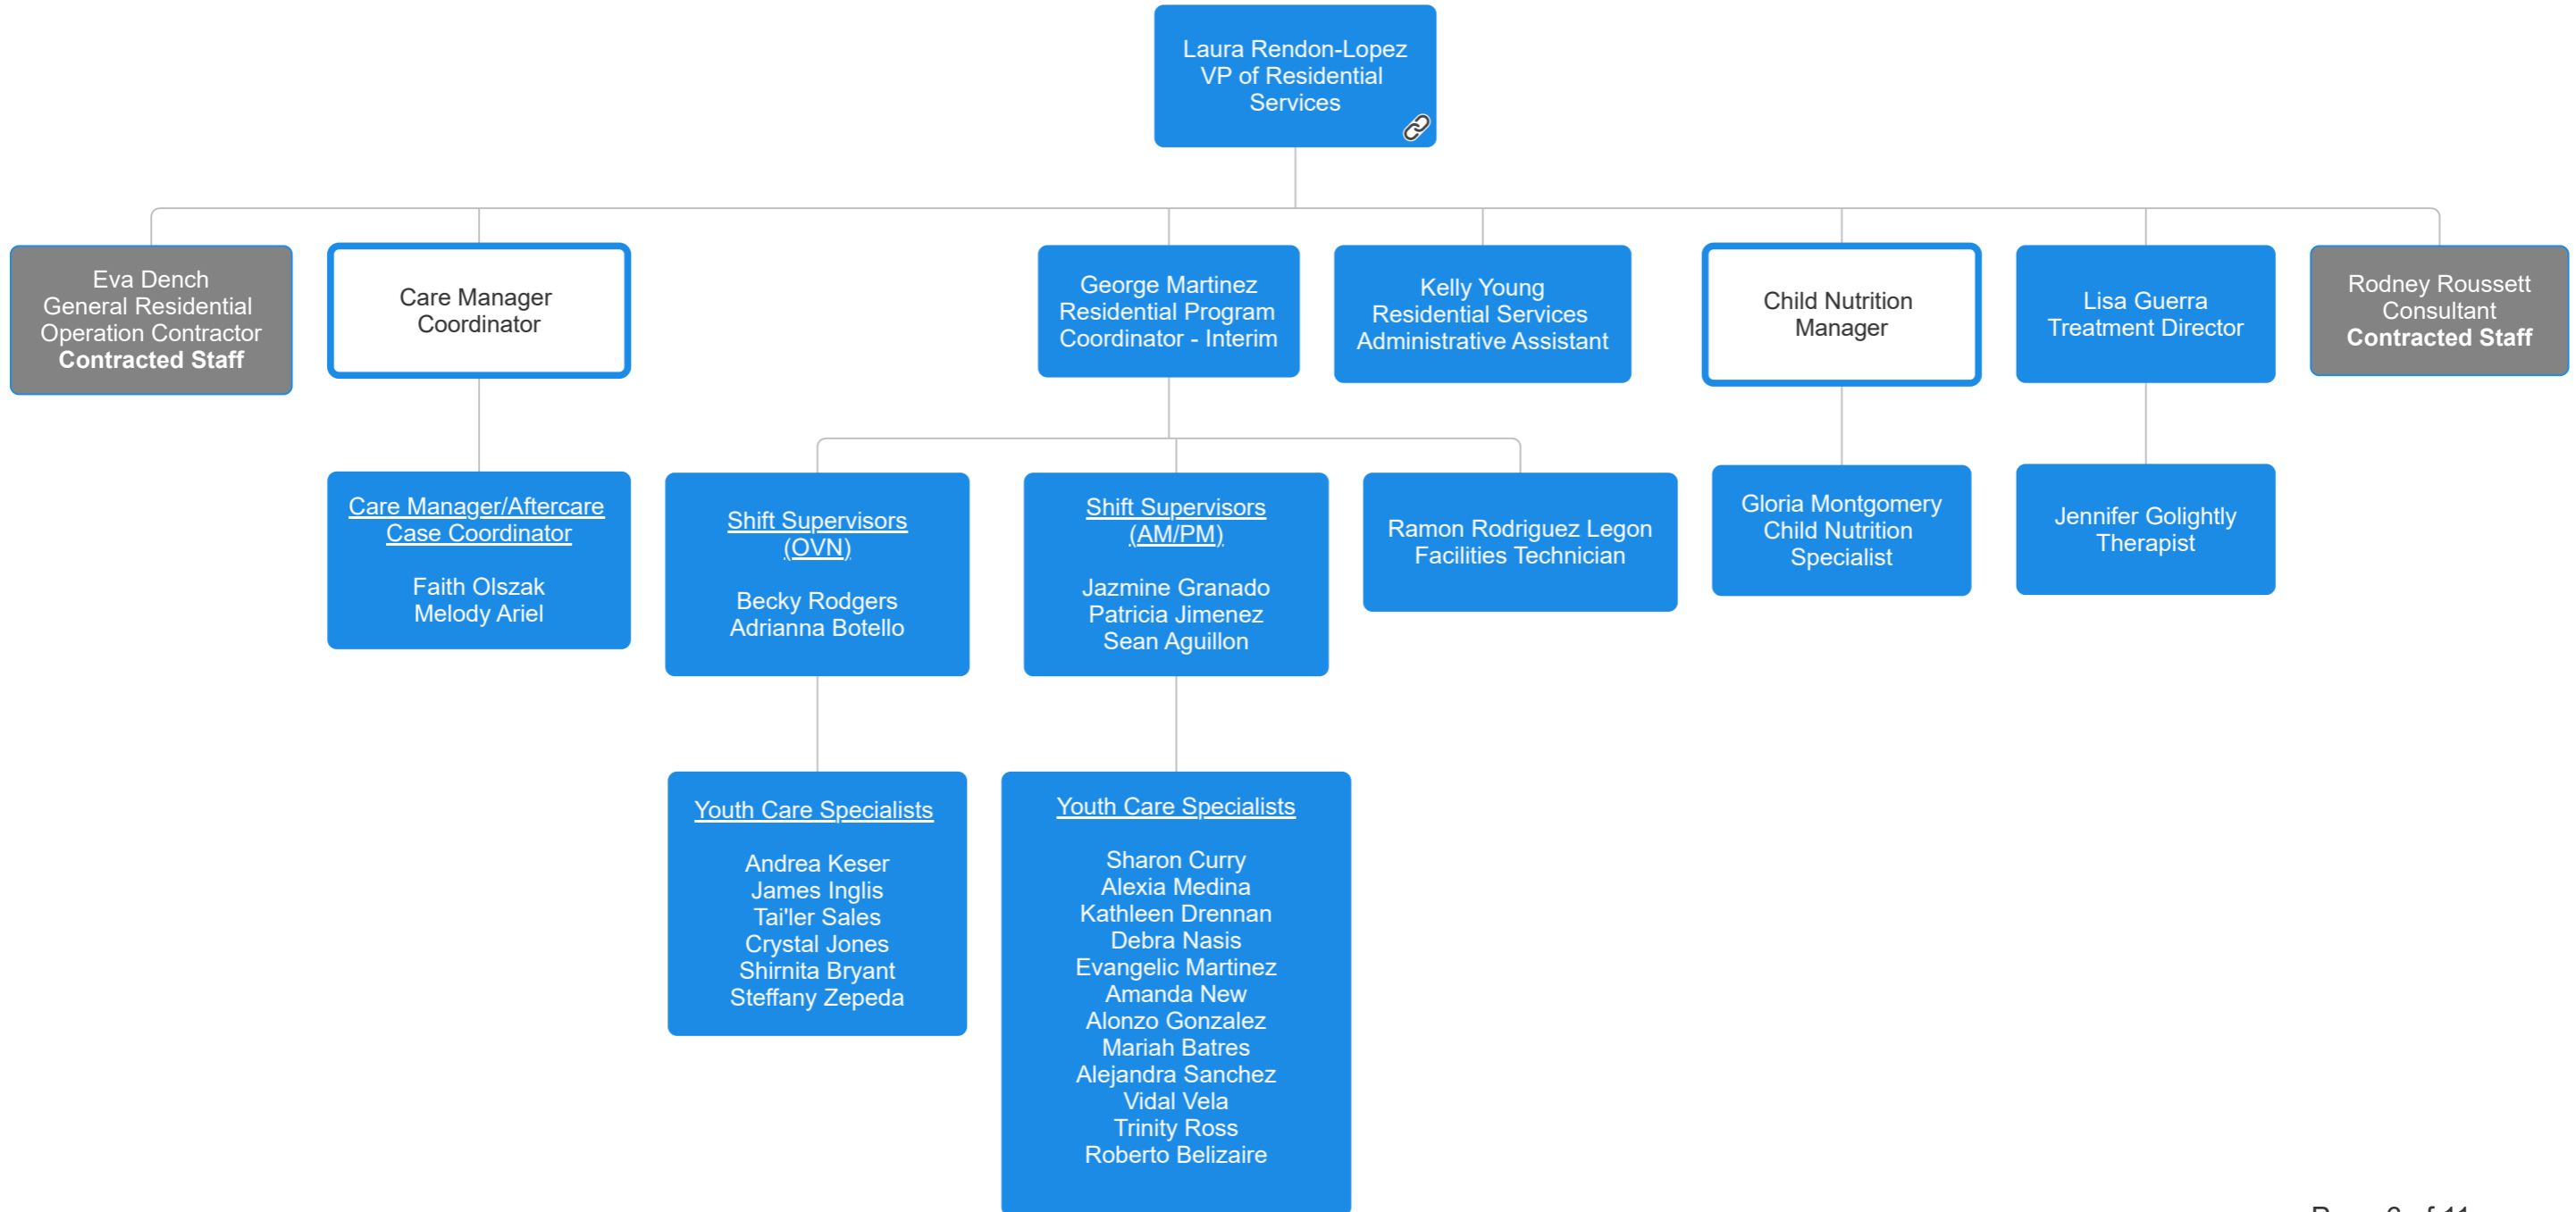 Laura Rendon-Lopez
VP of Residential
Services
Eva Dench
General Residential
Operation Contractor
Contracted Staff
Care Manager
Coordinator
George Martinez
Residential Program
Coordinator - Interim
Kelly Young
Residential Services
Administrative Assistant
Child Nutrition
Manager
Lisa Guerra
Treatment Director
Rodney Roussett
Consultant
Contracted Staff
Care Manager/Aftercare
Case Coordinator
Faith Olszak
Melody Ariel
Shift Supervisors
(OVN)
Becky Rodgers
Adrianna Botello
Shift Supervisors
(AM/PM)
Jazmine Granado
Patricia Jimenez
Sean Aguillon
Ramon Rodriguez Legon
Facilities Technician
Gloria Montgomery
Child Nutrition
Specialist
Jennifer Golightly
Therapist
Youth Care Specialists
Andrea Keser
James Inglis
Tai'ler Sales
Crystal Jones
Shirnita Bryant
Steffany Zepeda
Youth Care Specialists
Sharon Curry
Alexia Medina
Kathleen Drennan
Debra Nasis
Evangelic Martinez
Amanda New
Alonzo Gonzalez
Mariah Batres
Alejandra Sanchez
Vidal Vela
Trinity Ross
Roberto Belizaire
of 11